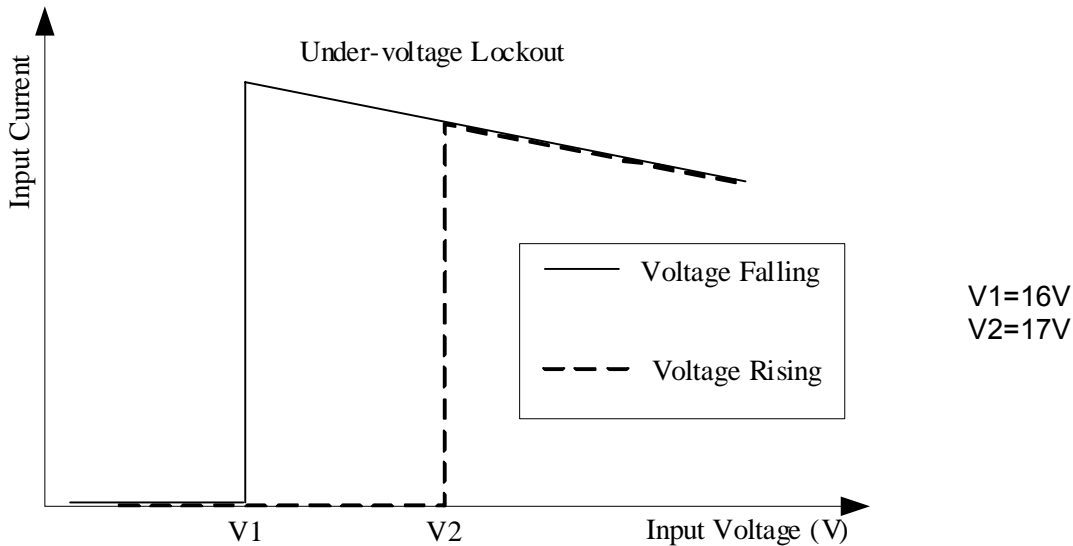 Under-voltage Lockout
Input Current
Voltage Falling
Voltage Rising
V1=16V
V2=17V
V1
V2
Input Voltage (V)